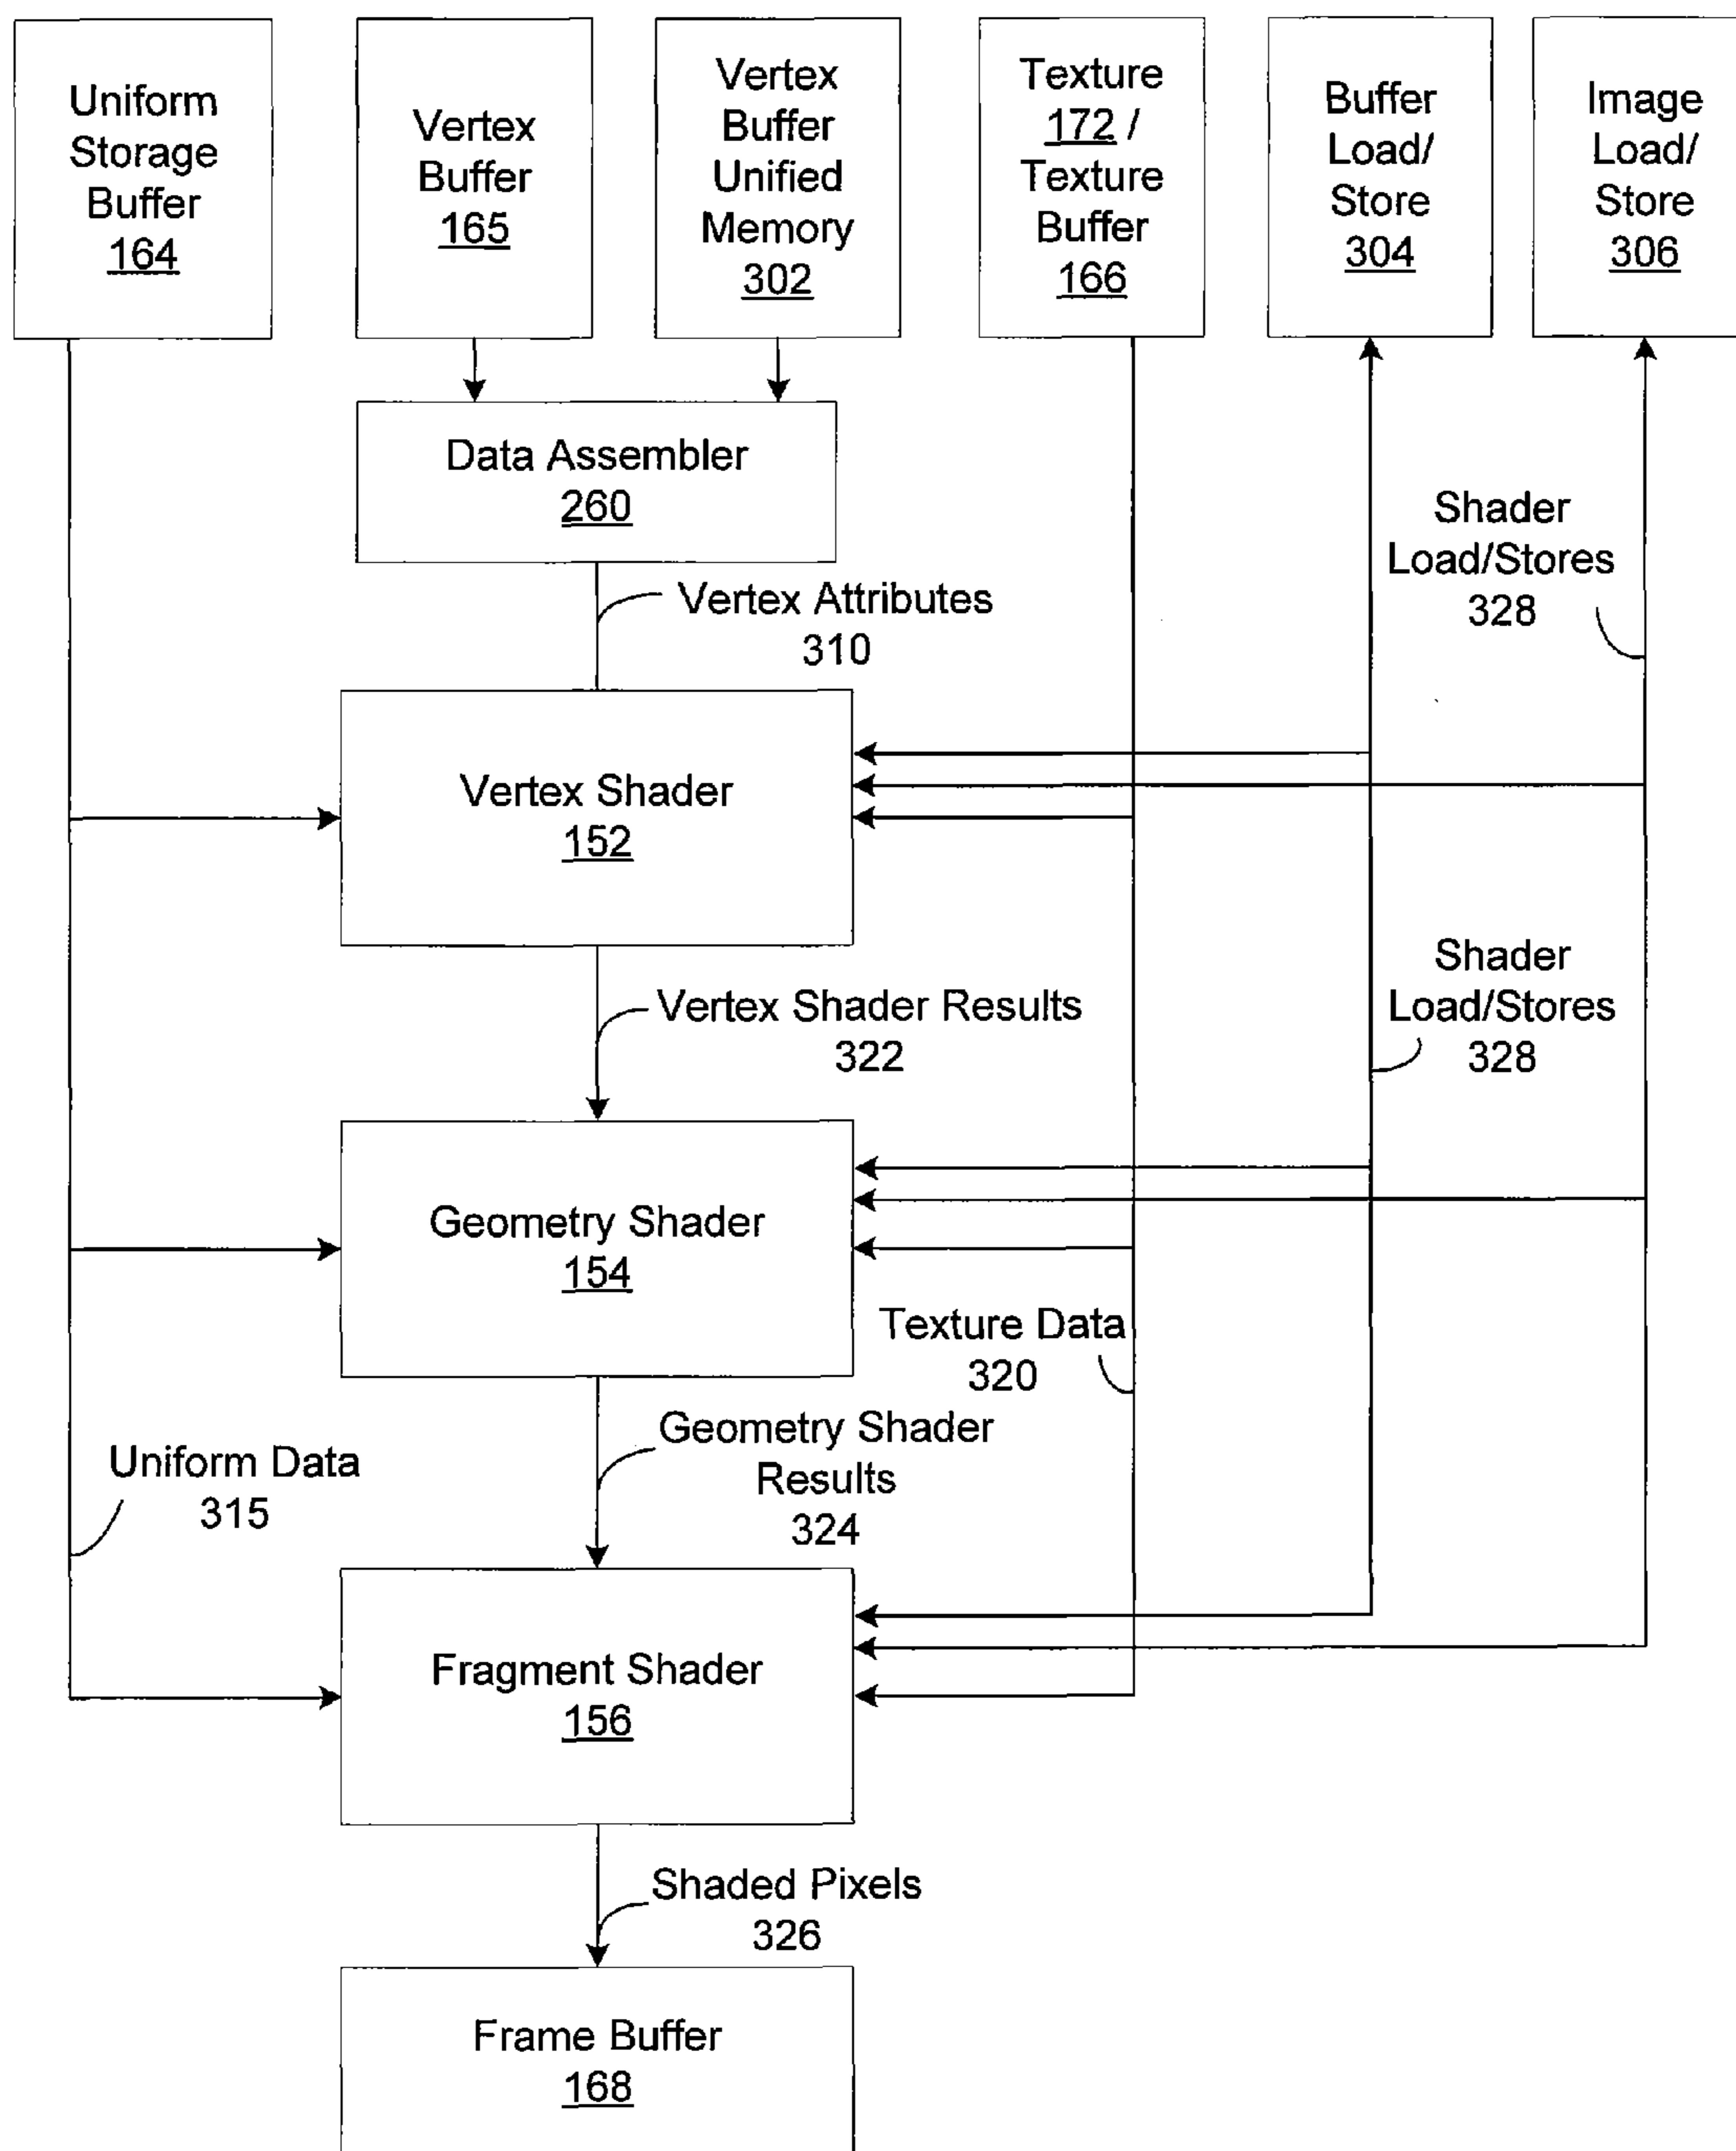 Uniform
Storage
Buffer
164
Vertex
Buffer
165
Vertex
Buffer
Unified
Memory
302
Texture
172 /
Texture
Buffer
166
Buffer
Load/
Store
304
Image
Load/
Store
306
Data Assembler
260
Vertex Attributes
310
Shader
Load/Stores
328
Vertex Shader
152
Vertex Shader Results
322
Shader
Load/Stores
328
Geometry Shader
154
Texture Data
320
Geometry Shader
Results
324
Uniform Data
315
Fragment Shader
156
Shaded Pixels
326
Frame Buffer
168